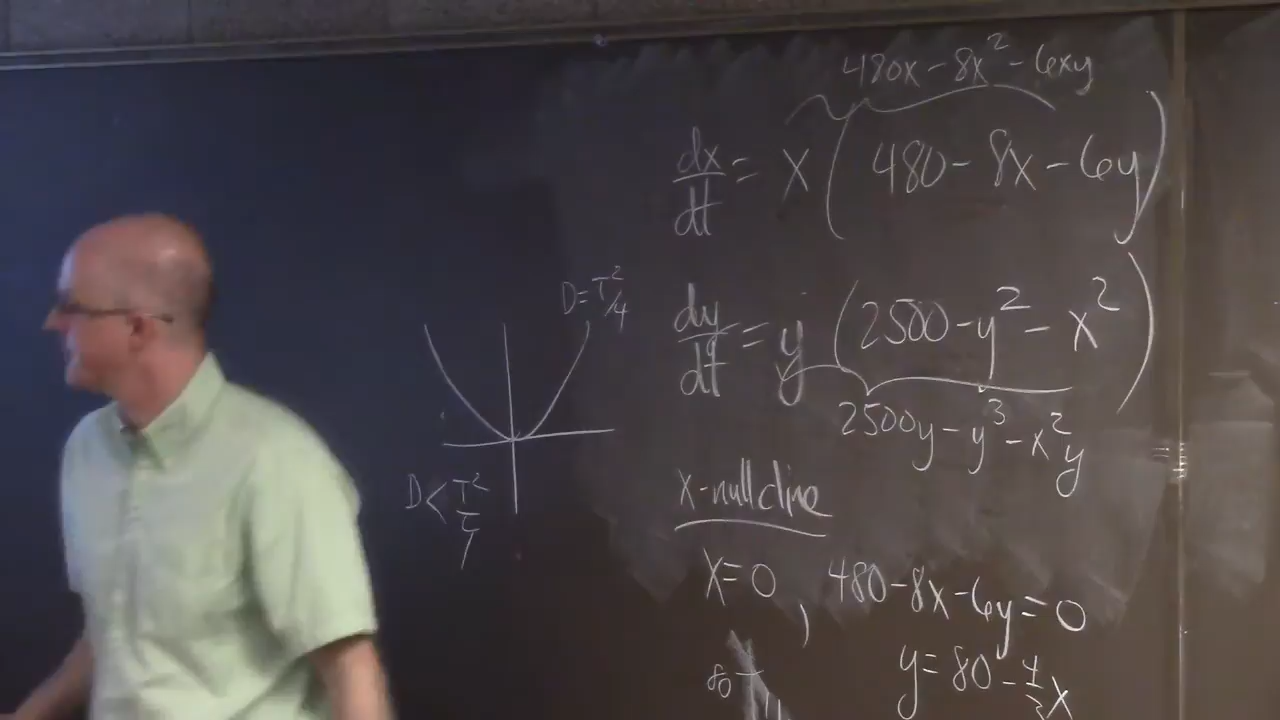 480x - 8x² - 6xy
dx/dt = x (480 - 8x - 6y)
dy/dt = y (2500 - y² - x²)
2500y - y³ - x²y
D = T²/4
D < T²/4
x-nullcline
x = 0, 480 - 8x - 6y = 0
y = 80 - 4/3 x
80